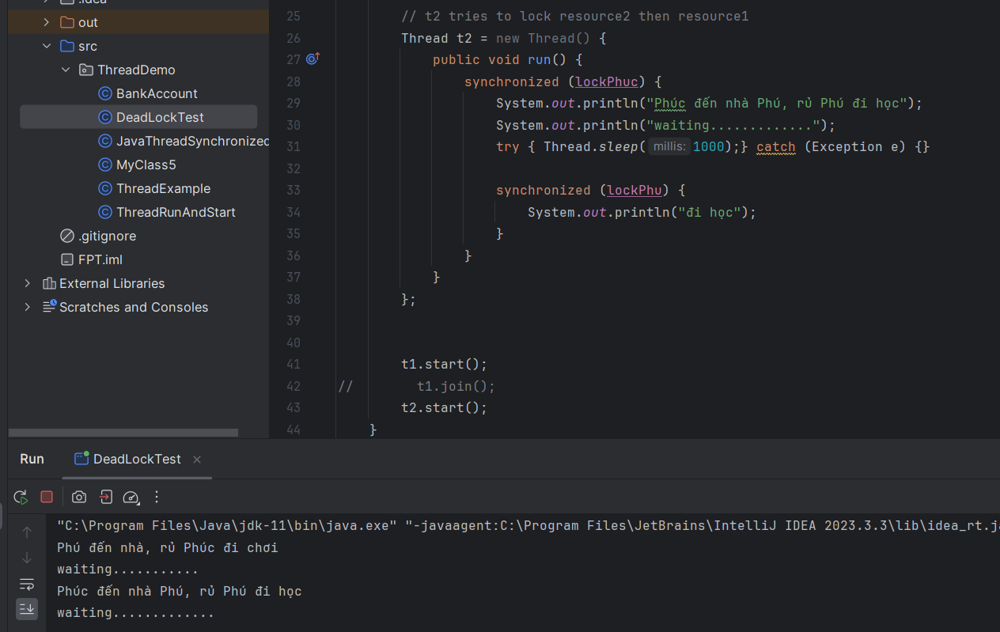 .idea
out
src
ThreadDemo
BankAccount
DeadLockTest
JavaThreadSynchronized
MyClass5
ThreadExample
ThreadRunAndStart
.gitignore
FPT.iml
External Libraries
Scratches and Consoles
25 // t2 tries to lock resource2 then resource1
26 Thread t2 = new Thread() {
27 public void run() {
28 synchronized (lockPhuc) {
29 System.out.println("Phúc đến nhà Phú, rủ Phú đi học");
30 System.out.println("waiting.............");
31 try { Thread.sleep( millis: 1000);} catch (Exception e) {}
32
33 synchronized (lockPhu) {
34 System.out.println("đi học");
35 }
36 }
37 }
38 };
39
40
41 t1.start();
42 // t1.join();
43 t2.start();
44 }
Run DeadLockTest
"C:\Program Files\Java\jdk-11\bin\java.exe" "-javaagent:C:\Program Files\JetBrains\IntelliJ IDEA 2023.3.3\lib\idea_rt.ja
Phú đến nhà, rủ Phúc đi chơi
waiting...........
Phúc đến nhà Phú, rủ Phú đi học
waiting.............